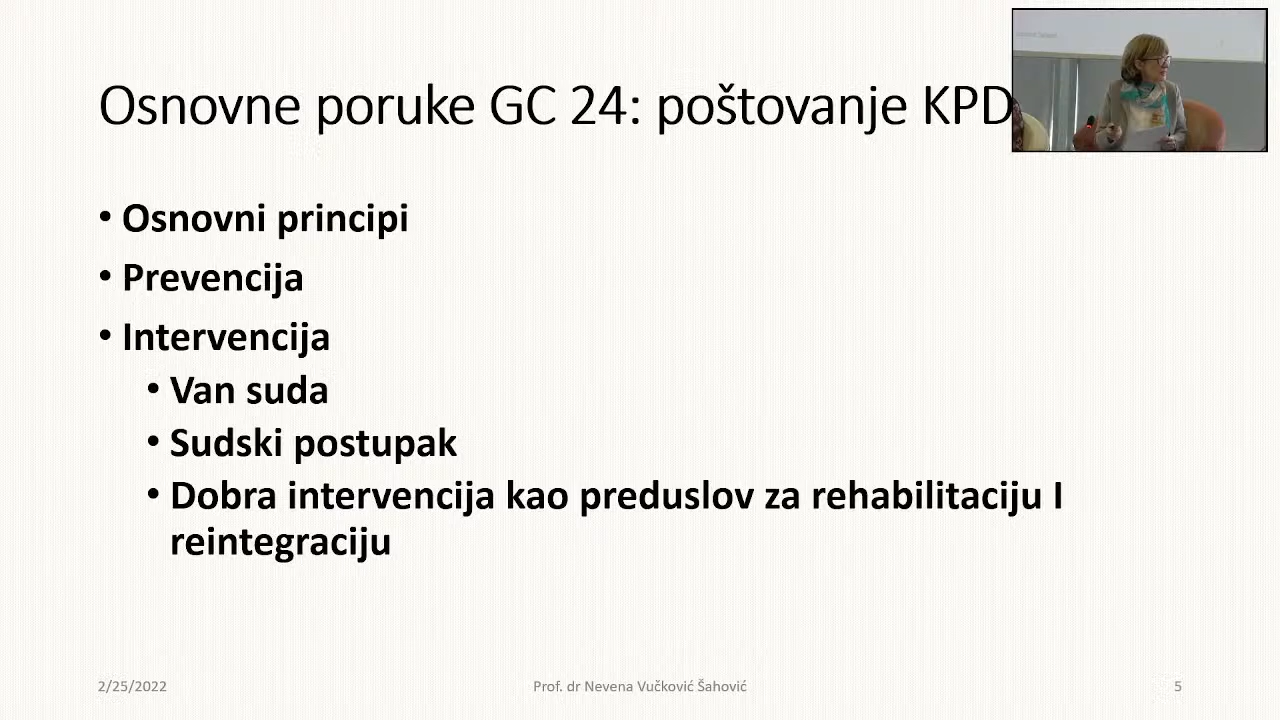 Osnovne poruke GC 24: poštovanje KPD
• Osnovni principi
• Prevencija
• Intervencija
• Van suda
• Sudski postupak
• Dobra intervencija kao preduslov za rehabilitaciju I
reintegraciju
2/25/2022
Prof. dr Nevena Vučković Šahović
5